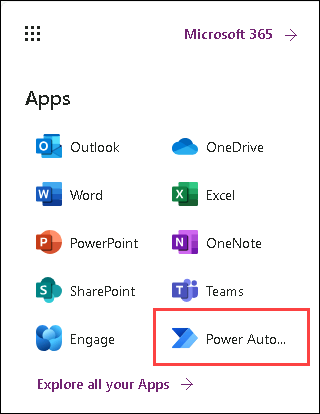 Microsoft 365
Apps
Outlook
OneDrive
Word
Excel
PowerPoint
OneNote
SharePoint
Teams
Engage
Power Auto...
Explore all your Apps